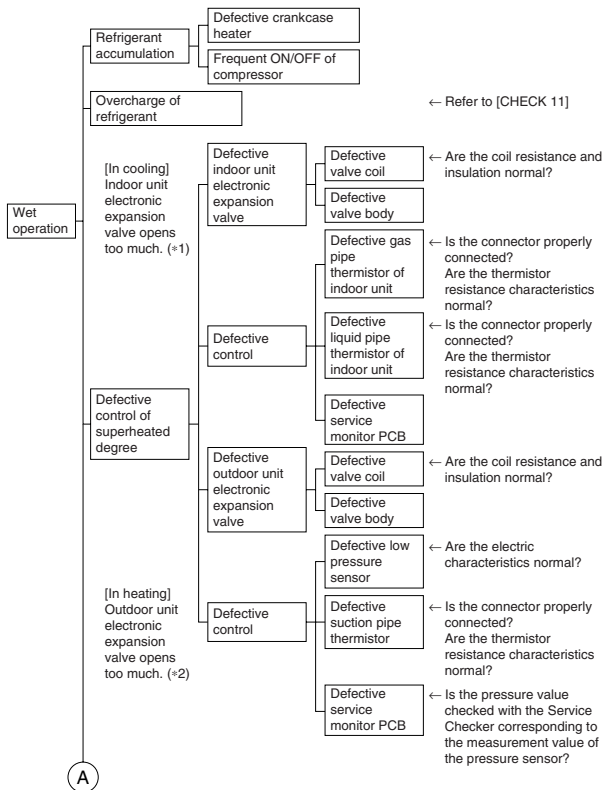 Refrigerant
accumulation
Defective crankcase
heater
Frequent ON/OFF of
compressor
Overcharge of
refrigerant
← Refer to [CHECK 11]
Wet
operation
[In cooling]
Indoor unit
electronic
expansion
valve opens
too much. (*1)
Defective
indoor unit
electronic
expansion
valve
Defective
valve coil
← Are the coil resistance and
insulation normal?
Defective
valve body
Defective
control
Defective gas
pipe
thermistor of
indoor unit
← Is the connector properly
connected?
Are the thermistor
resistance characteristics
normal?
Defective
liquid pipe
thermistor of
indoor unit
← Is the connector properly
connected?
Are the thermistor
resistance characteristics
normal?
Defective
service
monitor PCB
Defective
control of
superheated
degree
Defective
outdoor unit
electronic
expansion
valve
Defective
valve coil
← Are the coil resistance and
insulation normal?
Defective
valve body
[In heating]
Outdoor unit
electronic
expansion
valve opens
too much. (*2)
Defective
control
Defective low
pressure
sensor
← Are the electric
characteristics normal?
Defective
suction pipe
thermistor
← Is the connector properly
connected?
Are the thermistor
resistance characteristics
normal?
Defective
service
monitor PCB
← Is the pressure value
checked with the Service
Checker corresponding to
the measurement value of
the pressure sensor?
A